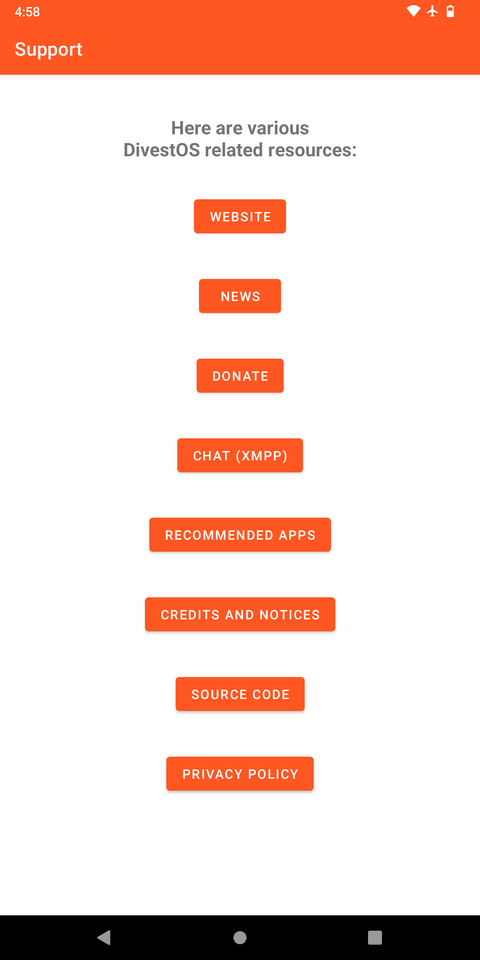 4:58
Support
Here are various
DivestOS related resources:
WEBSITE
NEWS
DONATE
CHAT (XMPP)
RECOMMENDED APPS
CREDITS AND NOTICES
SOURCE CODE
PRIVACY POLICY